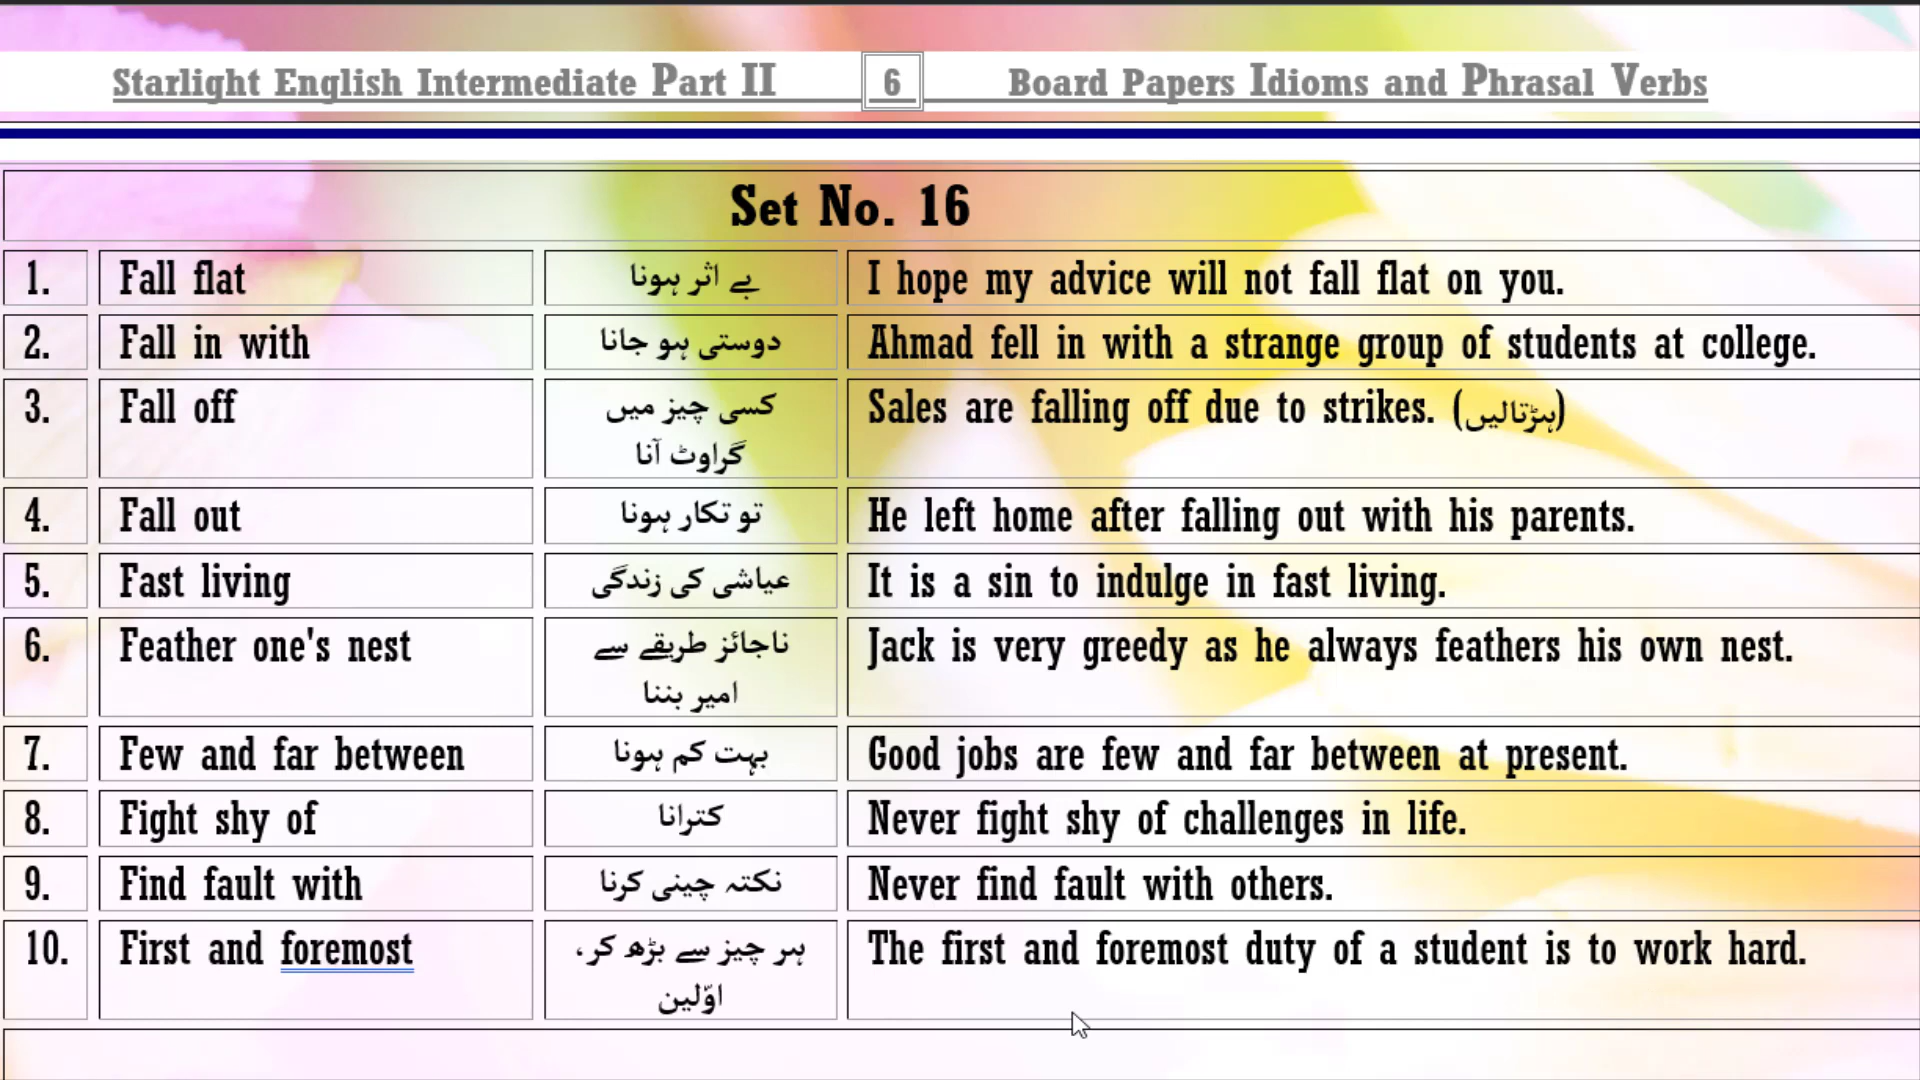 Starlight English Intermediate Part II 6 Board Papers Idioms and Phrasal Verbs
Set No. 16
1. Fall flat بے اثر ہونا I hope my advice will not fall flat on you.
2. Fall in with دوستی ہو جانا Ahmad fell in with a strange group of students at college.
3. Fall off کسی چیز میں Sales are falling off due to strikes. (ہڑتالیں)
گراوٹ آنا
4. Fall out تو تکار ہونا He left home after falling out with his parents.
5. Fast living عیاشی کی زندگی It is a sin to indulge in fast living.
6. Feather one's nest ناجائز طریقے سے Jack is very greedy as he always feathers his own nest.
امیر بننا
7. Few and far between بہت کم ہونا Good jobs are few and far between at present.
8. Fight shy of کترانا Never fight shy of challenges in life.
9. Find fault with نکتہ چینی کرنا Never find fault with others.
10. First and foremost ہر چیز سے بڑھ کر، The first and foremost duty of a student is to work hard.
اوّلین